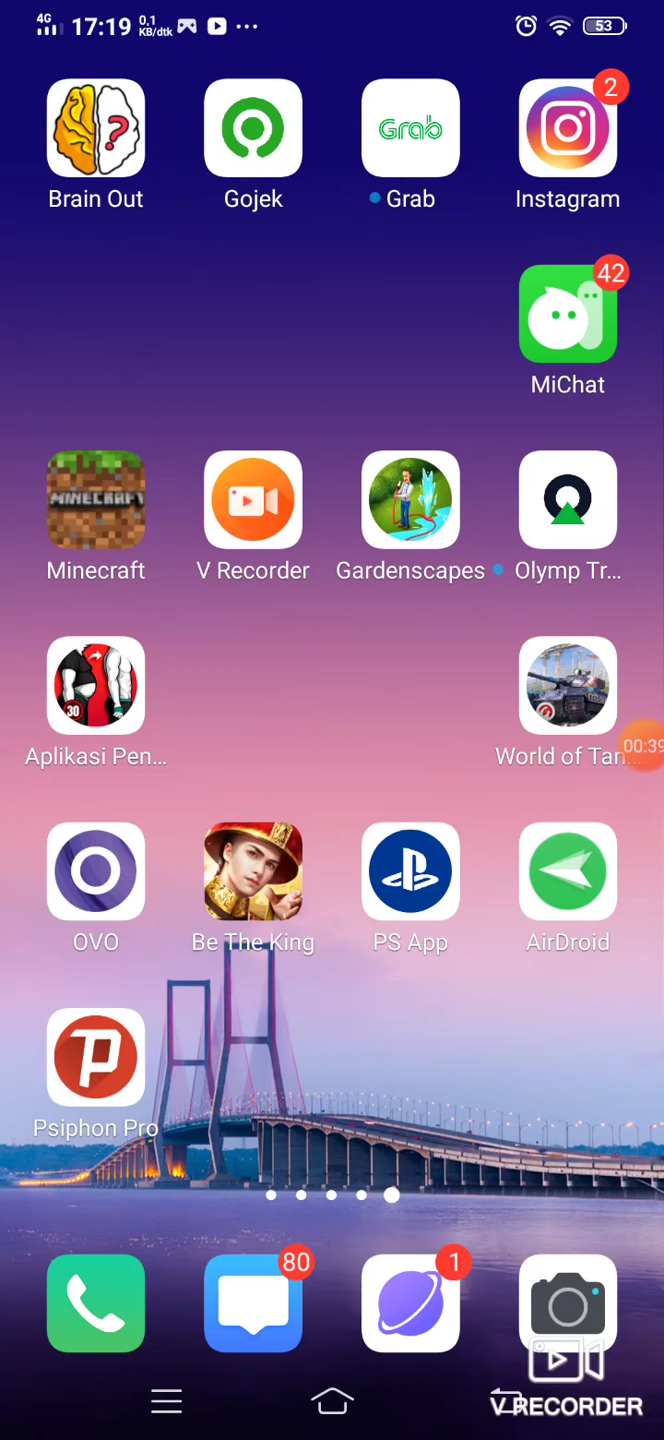 4G 17:19 0,1 KB/dtk 53
2
Brain Out Gojek Grab Instagram
42
MiChat
MINECRAFT
Minecraft V Recorder Gardenscapes Olymp Tr...
30
Aplikasi Pen... World of Tan...
00:39
OVO Be The King PS App AirDroid
Psiphon Pro
80 1
V RECORDER